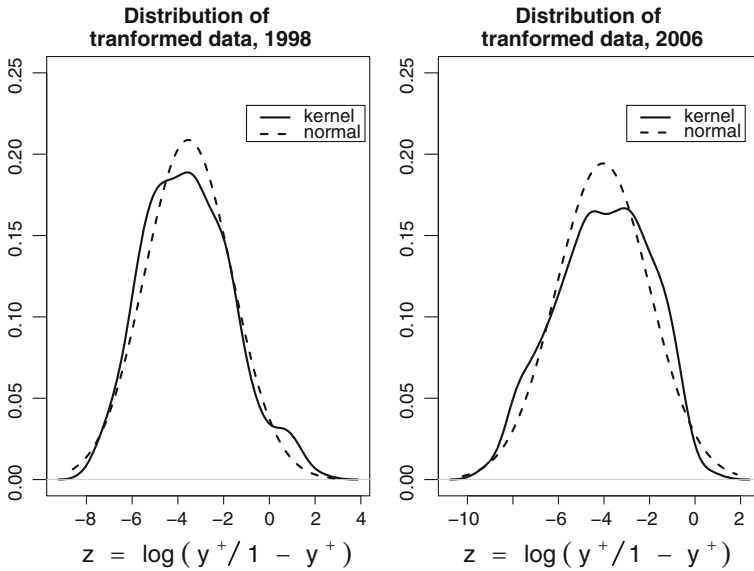 Distribution of
tranformed data, 1998
0.25
0.20
0.15
0.10
0.05
0.00
kernel
normal
−8 −6 −4 −2 0 2 4
z = log ( y⁺/ 1 − y⁺ )
Distribution of
tranformed data, 2006
0.25
0.20
0.15
0.10
0.05
0.00
kernel
normal
−10 −6 −4 −2 0 2
z = log ( y⁺/ 1 − y⁺ )